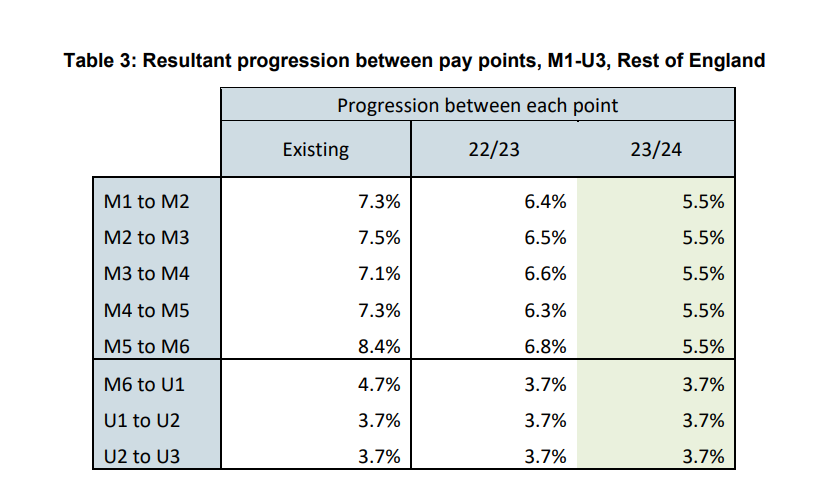 Table 3: Resultant progression between pay points, M1-U3, Rest of England
Progression between each point
Existing 22/23 23/24
M1 to M2 7.3% 6.4% 5.5%
M2 to M3 7.5% 6.5% 5.5%
M3 to M4 7.1% 6.6% 5.5%
M4 to M5 7.3% 6.3% 5.5%
M5 to M6 8.4% 6.8% 5.5%
M6 to U1 4.7% 3.7% 3.7%
U1 to U2 3.7% 3.7% 3.7%
U2 to U3 3.7% 3.7% 3.7%